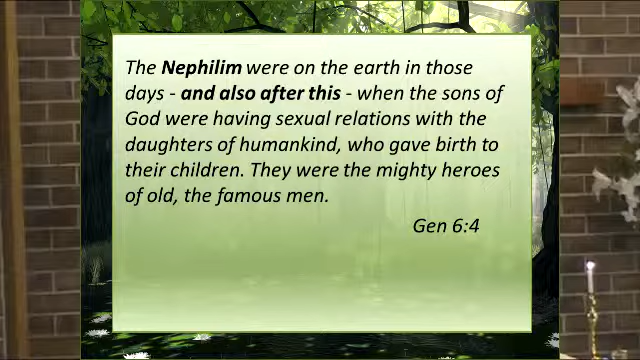 The Nephilim were on the earth in those
days - and also after this - when the sons of
God were having sexual relations with the
daughters of humankind, who gave birth to
their children. They were the mighty heroes
of old, the famous men.
Gen 6:4